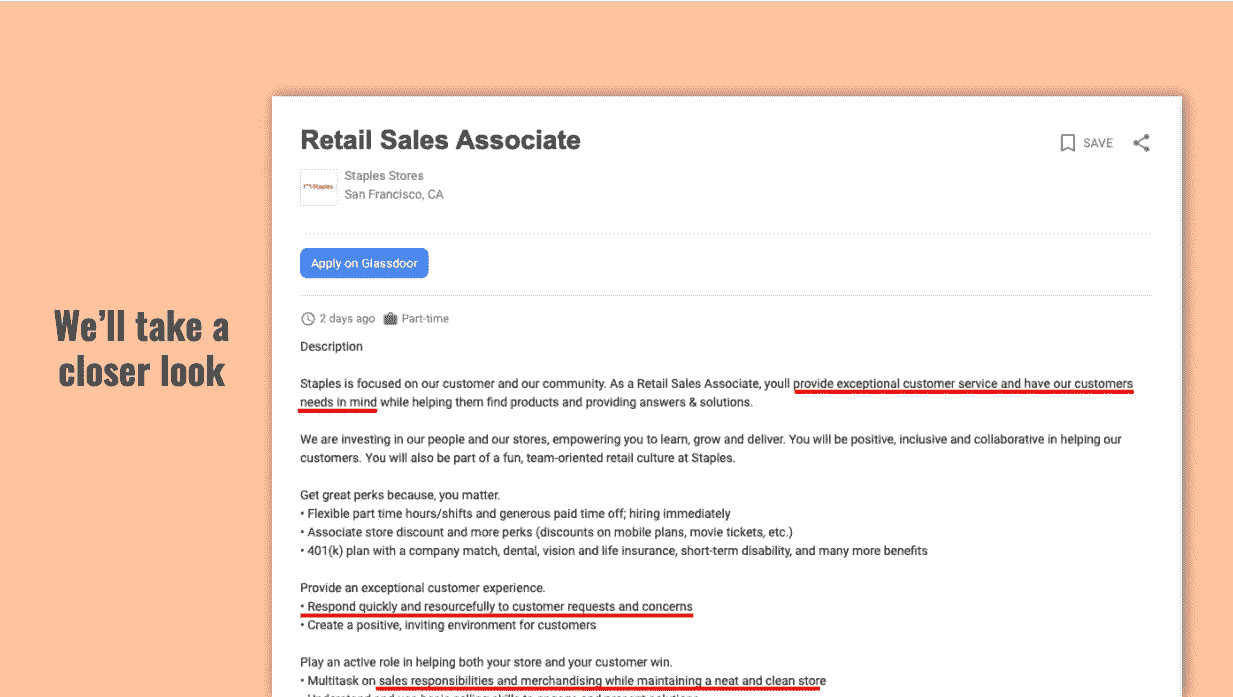 Retail Sales Associate
SAVE
Staples
Staples Stores
San Francisco, CA
Apply on Glassdoor
We'll take a
closer look
2 days ago Part-time
Description
Staples is focused on our customer and our community. As a Retail Sales Associate, youll provide exceptional customer service and have our customers
needs in mind while helping them find products and providing answers & solutions.
We are investing in our people and our stores, empowering you to learn, grow and deliver. You will be positive, inclusive and collaborative in helping our
customers. You will also be part of a fun, team-oriented retail culture at Staples.
Get great perks because, you matter.
• Flexible part time hours/shifts and generous paid time off; hiring immediately
• Associate store discount and more perks (discounts on mobile plans, movie tickets, etc.)
• 401(k) plan with a company match, dental, vision and life insurance, short-term disability, and many more benefits
Provide an exceptional customer experience.
• Respond quickly and resourcefully to customer requests and concerns
• Create a positive, inviting environment for customers
Play an active role in helping both your store and your customer win.
• Multitask on sales responsibilities and merchandising while maintaining a neat and clean store